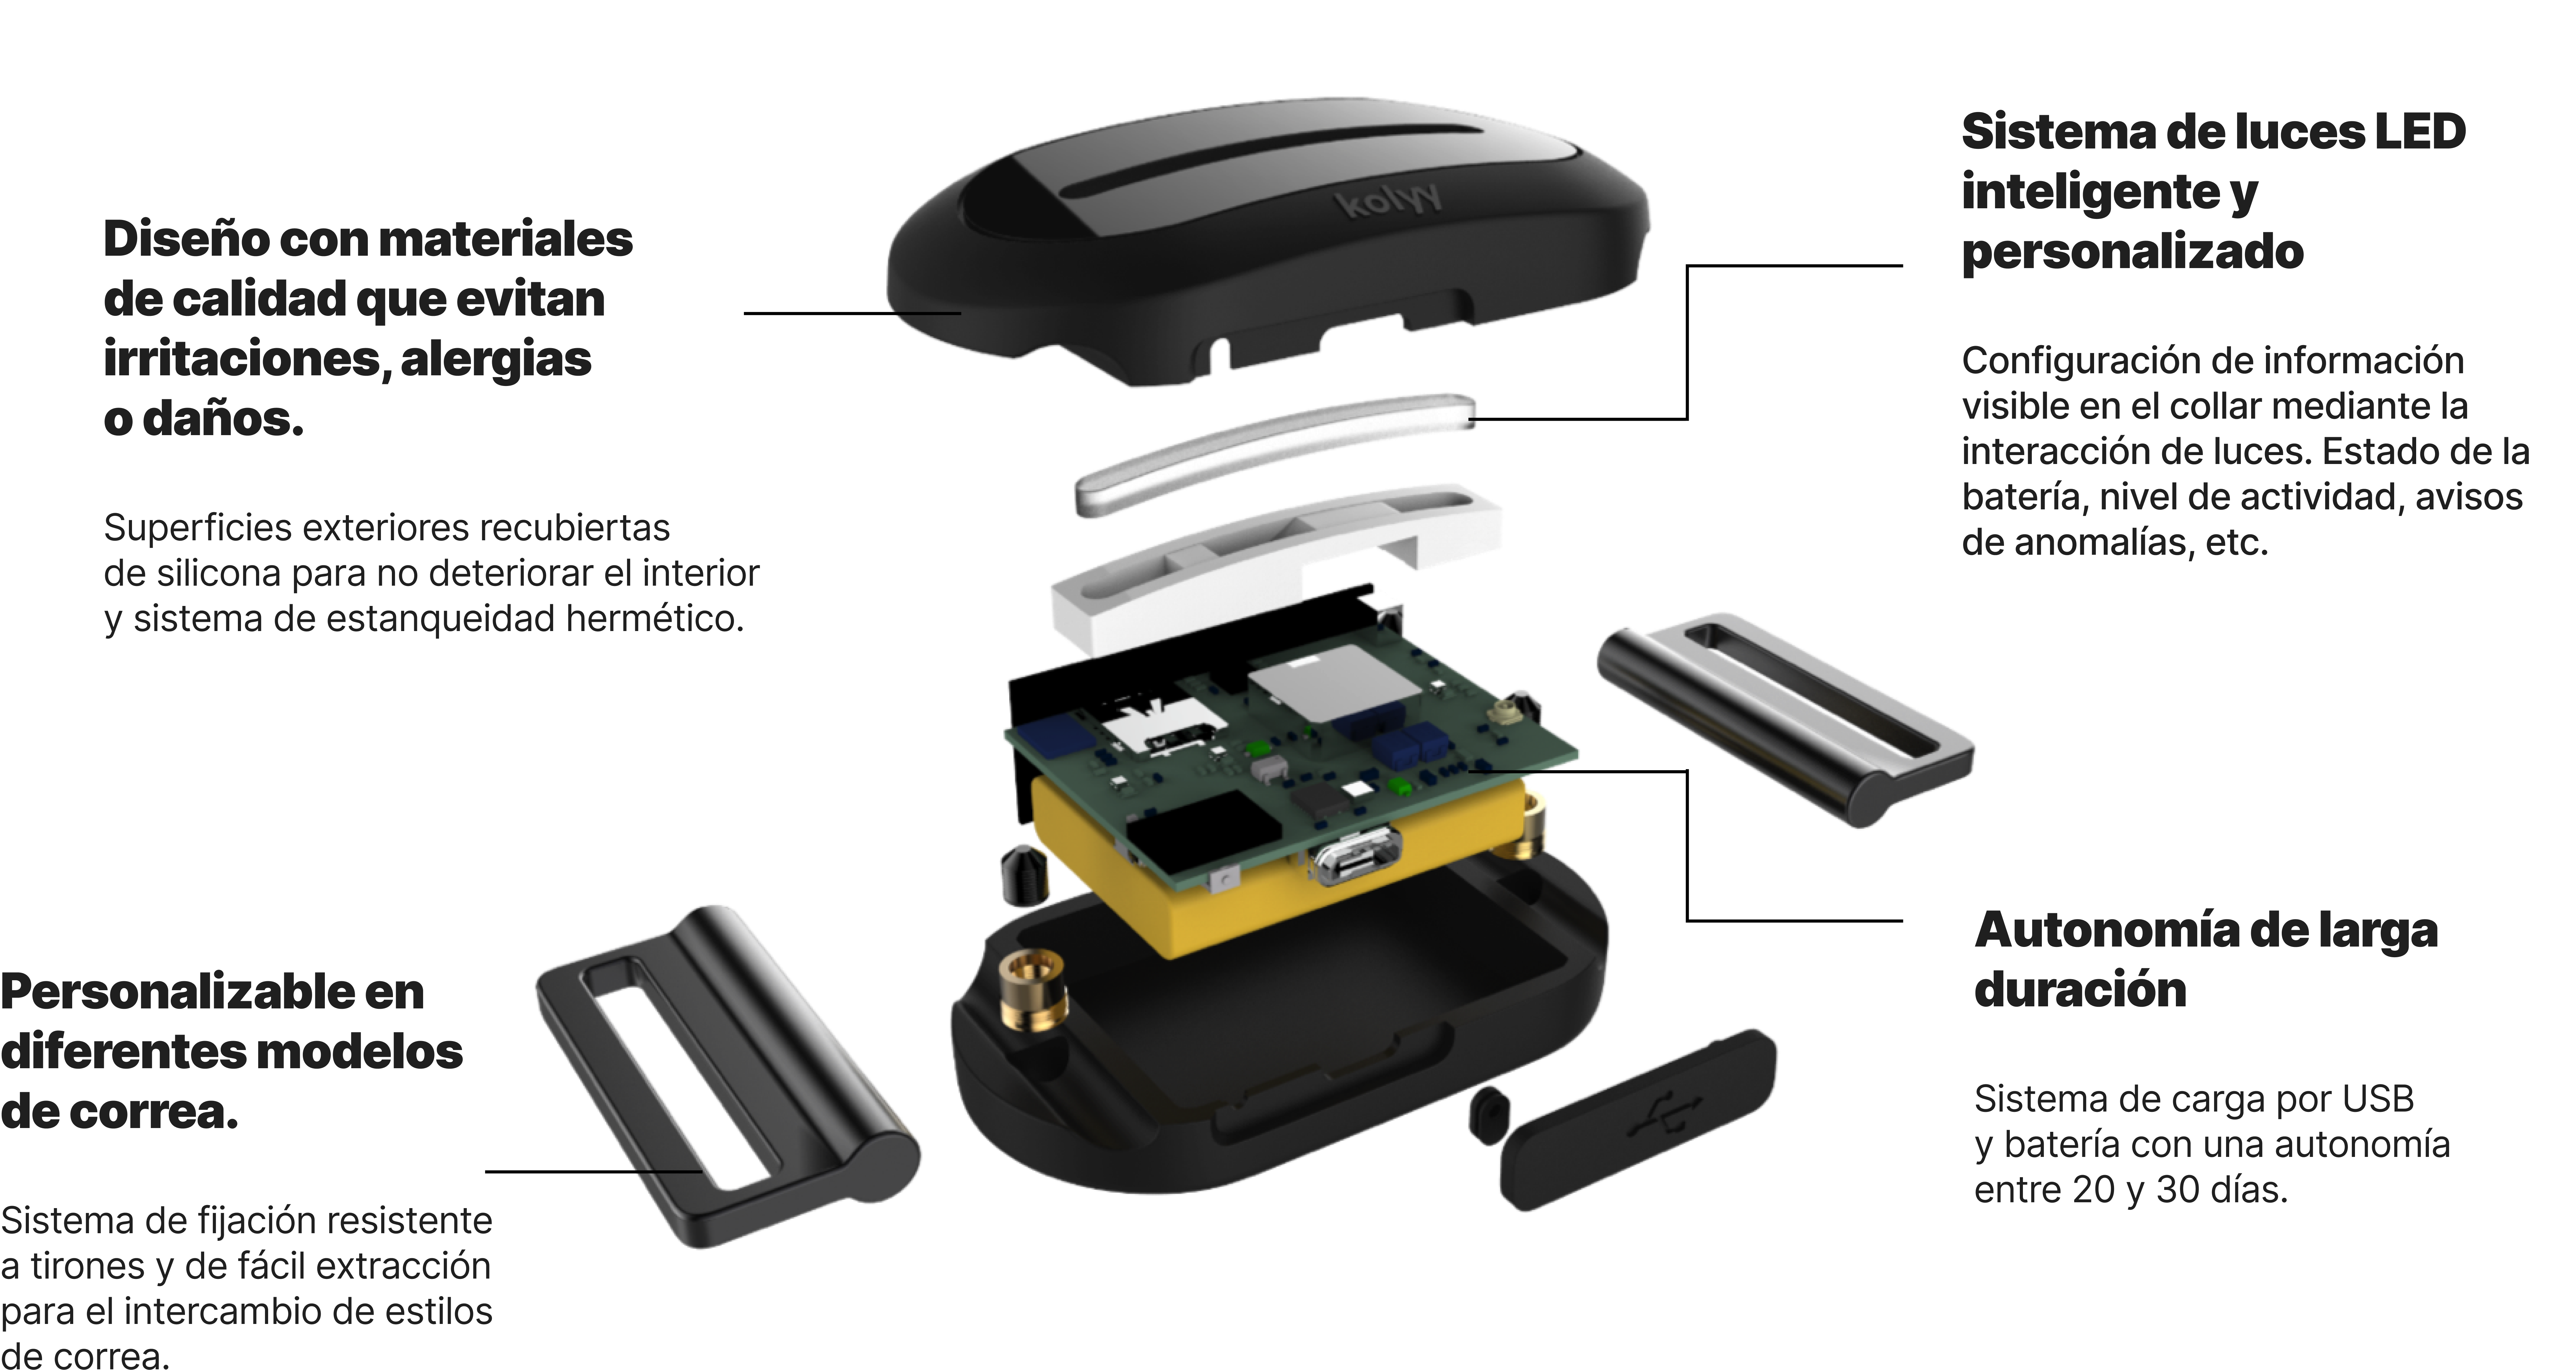 kolyy
Diseño con materiales
de calidad que evitan
irritaciones, alergias
o daños.
Superficies exteriores recubiertas
de silicona para no deteriorar el interior
y sistema de estanqueidad hermético.
Sistema de luces LED
inteligente y
personalizado
Configuración de información
visible en el collar mediante la
interacción de luces. Estado de la
batería, nivel de actividad, avisos
de anomalías, etc.
Personalizable en
diferentes modelos
de correa.
Sistema de fijación resistente
a tirones y de fácil extracción
para el intercambio de estilos
de correa.
Autonomía de larga
duración
Sistema de carga por USB
y batería con una autonomía
entre 20 y 30 días.